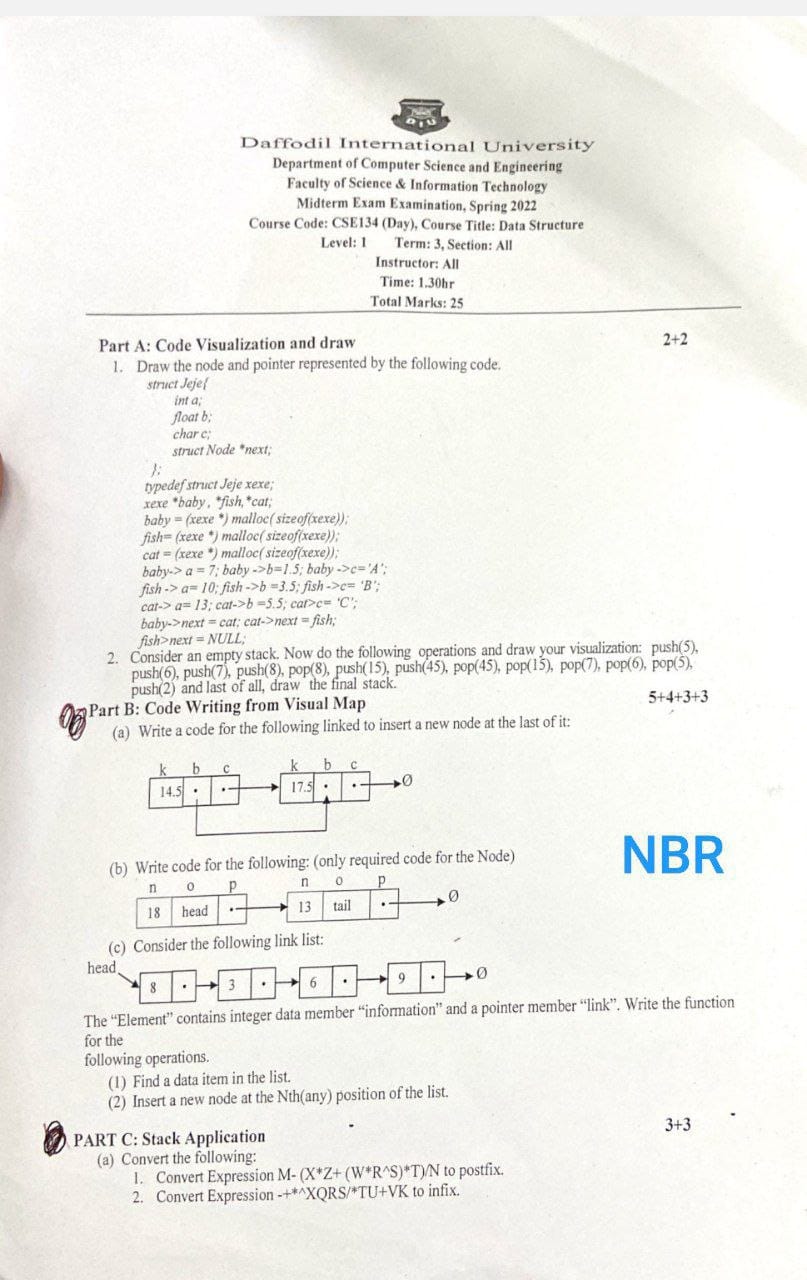 DIU
Daffodil International University
Department of Computer Science and Engineering
Faculty of Science & Information Technology
Midterm Exam Examination, Spring 2022
Course Code: CSE134 (Day), Course Title: Data Structure
Level: 1 Term: 3, Section: All
Instructor: All
Time: 1.30hr
Total Marks: 25
Part A: Code Visualization and draw 2+2
1. Draw the node and pointer represented by the following code.
struct Jeje{
int a;
float b;
char c;
struct Node *next;
};
typedef struct Jeje xexe;
xexe *baby, *fish,*cat;
baby = (xexe *) malloc( sizeof(xexe));
fish= (xexe *) malloc( sizeof(xexe));
cat = (xexe *) malloc( sizeof(xexe));
baby-> a = 7; baby ->b=1.5; baby ->c='A';
fish -> a= 10; fish ->b =3.5; fish ->c= 'B';
cat-> a= 13; cat->b =5.5; cat>c= 'C';
baby->next = cat; cat->next = fish;
fish>next = NULL;
2. Consider an empty stack. Now do the following operations and draw your visualization: push(5),
push(6), push(7), push(8), pop(8), push(15), push(45), pop(45), pop(15), pop(7), pop(6), pop(5),
push(2) and last of all, draw the final stack.
Part B: Code Writing from Visual Map 5+4+3+3
(a) Write a code for the following linked to insert a new node at the last of it:
k b c k b c
14.5 17.5 Ø
NBR
(b) Write code for the following: (only required code for the Node)
n o p n o p
18 head 13 tail Ø
(c) Consider the following link list:
head
8 3 6 9 Ø
The “Element” contains integer data member “information” and a pointer member “link”. Write the function
for the
following operations.
(1) Find a data item in the list.
(2) Insert a new node at the Nth(any) position of the list.
PART C: Stack Application 3+3
(a) Convert the following:
1. Convert Expression M- (X*Z+ (W*R^S)*T)/N to postfix.
2. Convert Expression -+*^XQRS/*TU+VK to infix.